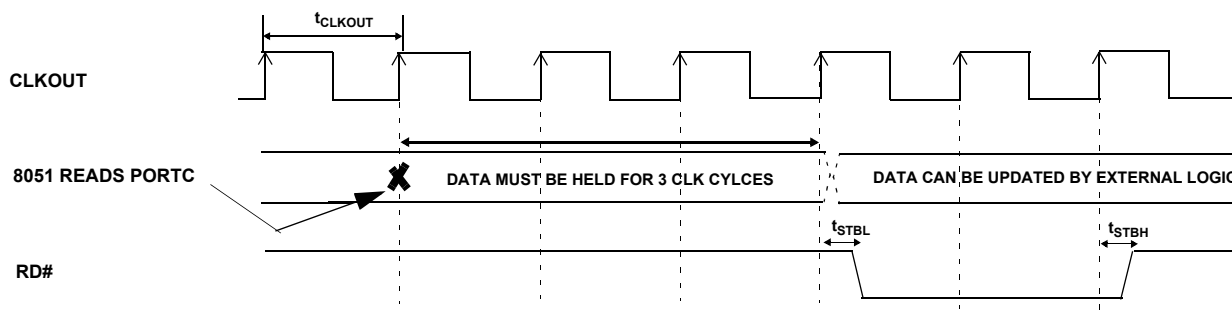 tCLKOUT
CLKOUT
8051 READS PORTC
DATA MUST BE HELD FOR 3 CLK CYLCES
DATA CAN BE UPDATED BY EXTERNAL LOGIC
tSTBL
tSTBH
RD#